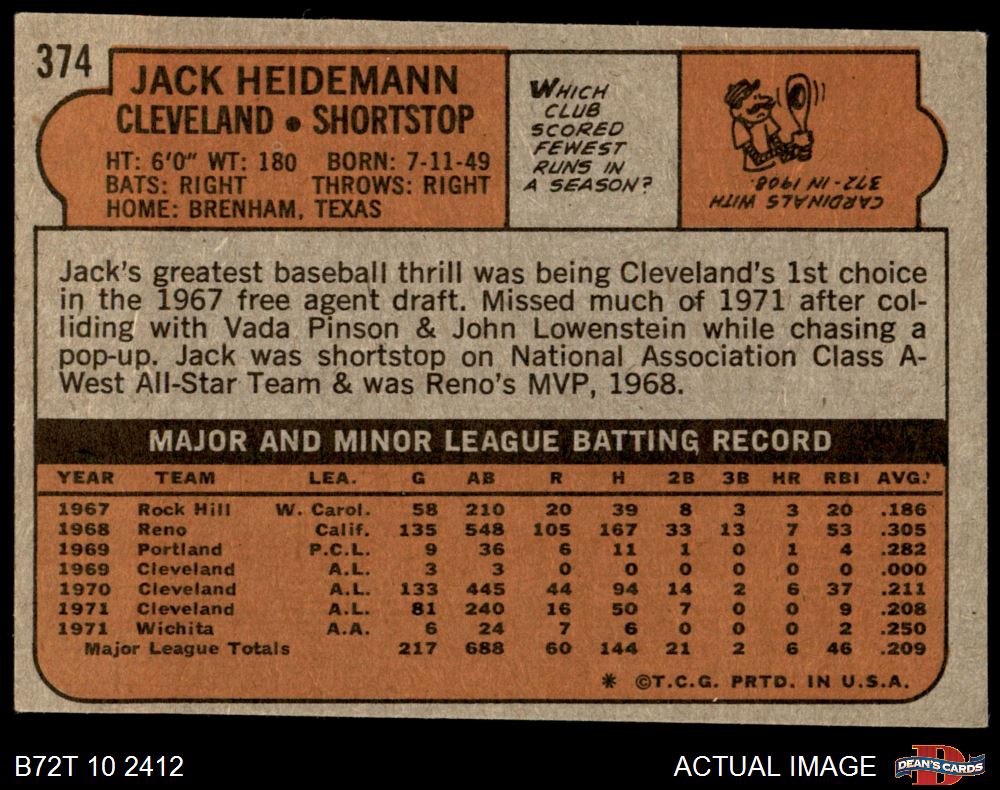 374
JACK HEIDEMANN
CLEVELAND • SHORTSTOP
HT: 6'0" WT: 180 BORN: 7-11-49
BATS: RIGHT THROWS: RIGHT
HOME: BRENHAM, TEXAS
WHICH
CLUB
SCORED
FEWEST
RUNS IN
A SEASON?
CARDINALS WITH
372 - IN 1908.
Jack's greatest baseball thrill was being Cleveland's 1st choice
in the 1967 free agent draft. Missed much of 1971 after col-
liding with Vada Pinson & John Lowenstein while chasing a
pop-up. Jack was shortstop on National Association Class A-
West All-Star Team & was Reno's MVP, 1968.
MAJOR AND MINOR LEAGUE BATTING RECORD
YEAR TEAM LEA. G AB R H 2B 3B HR RBI AVG.
1967 Rock Hill W. Carol. 58 210 20 39 8 3 3 20 .186
1968 Reno Calif. 135 548 105 167 33 13 7 53 .305
1969 Portland P.C.L. 9 36 6 11 1 0 1 4 .282
1969 Cleveland A.L. 3 3 0 0 0 0 0 0 .000
1970 Cleveland A.L. 133 445 44 94 14 2 6 37 .211
1971 Cleveland A.L. 81 240 16 50 7 0 0 9 .208
1971 Wichita A.A. 6 24 7 6 0 0 0 2 .250
Major League Totals 217 688 60 144 21 2 6 46 .209
* ©T.C.G. PRTD. IN U.S.A.
B72T 10 2412
ACTUAL IMAGE
D
DEAN'S CARDS